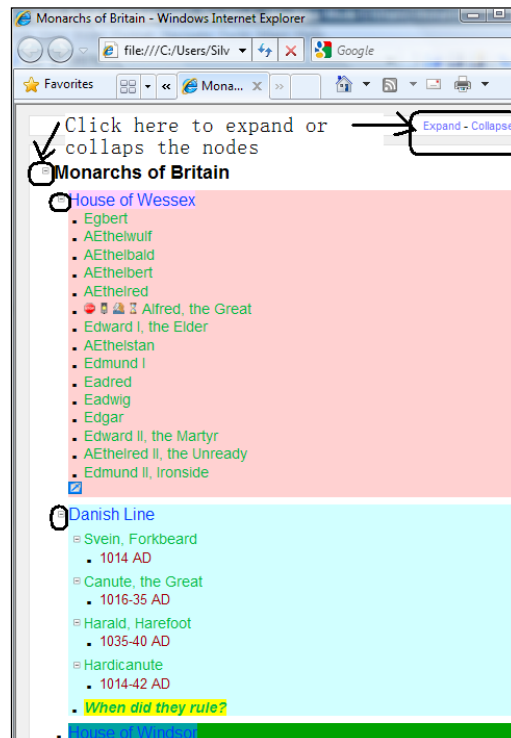 Monarchs of Britain - Windows Internet Explorer
file:///C:/Users/Silv
Google
Favorites
Mona...
Click here to expand or
collaps the nodes
Expand - Collapse
Monarchs of Britain
House of Wessex
Egbert
AEthelwulf
AEthelbald
AEthelbert
AEthelred
Alfred, the Great
Edward I, the Elder
AEthelstan
Edmund I
Eadred
Eadwig
Edgar
Edward II, the Martyr
AEthelred II, the Unready
Edmund II, Ironside
Danish Line
Svein, Forkbeard
1014 AD
Canute, the Great
1016-35 AD
Harald, Harefoot
1035-40 AD
Hardicanute
1014-42 AD
When did they rule?
House of Windsor